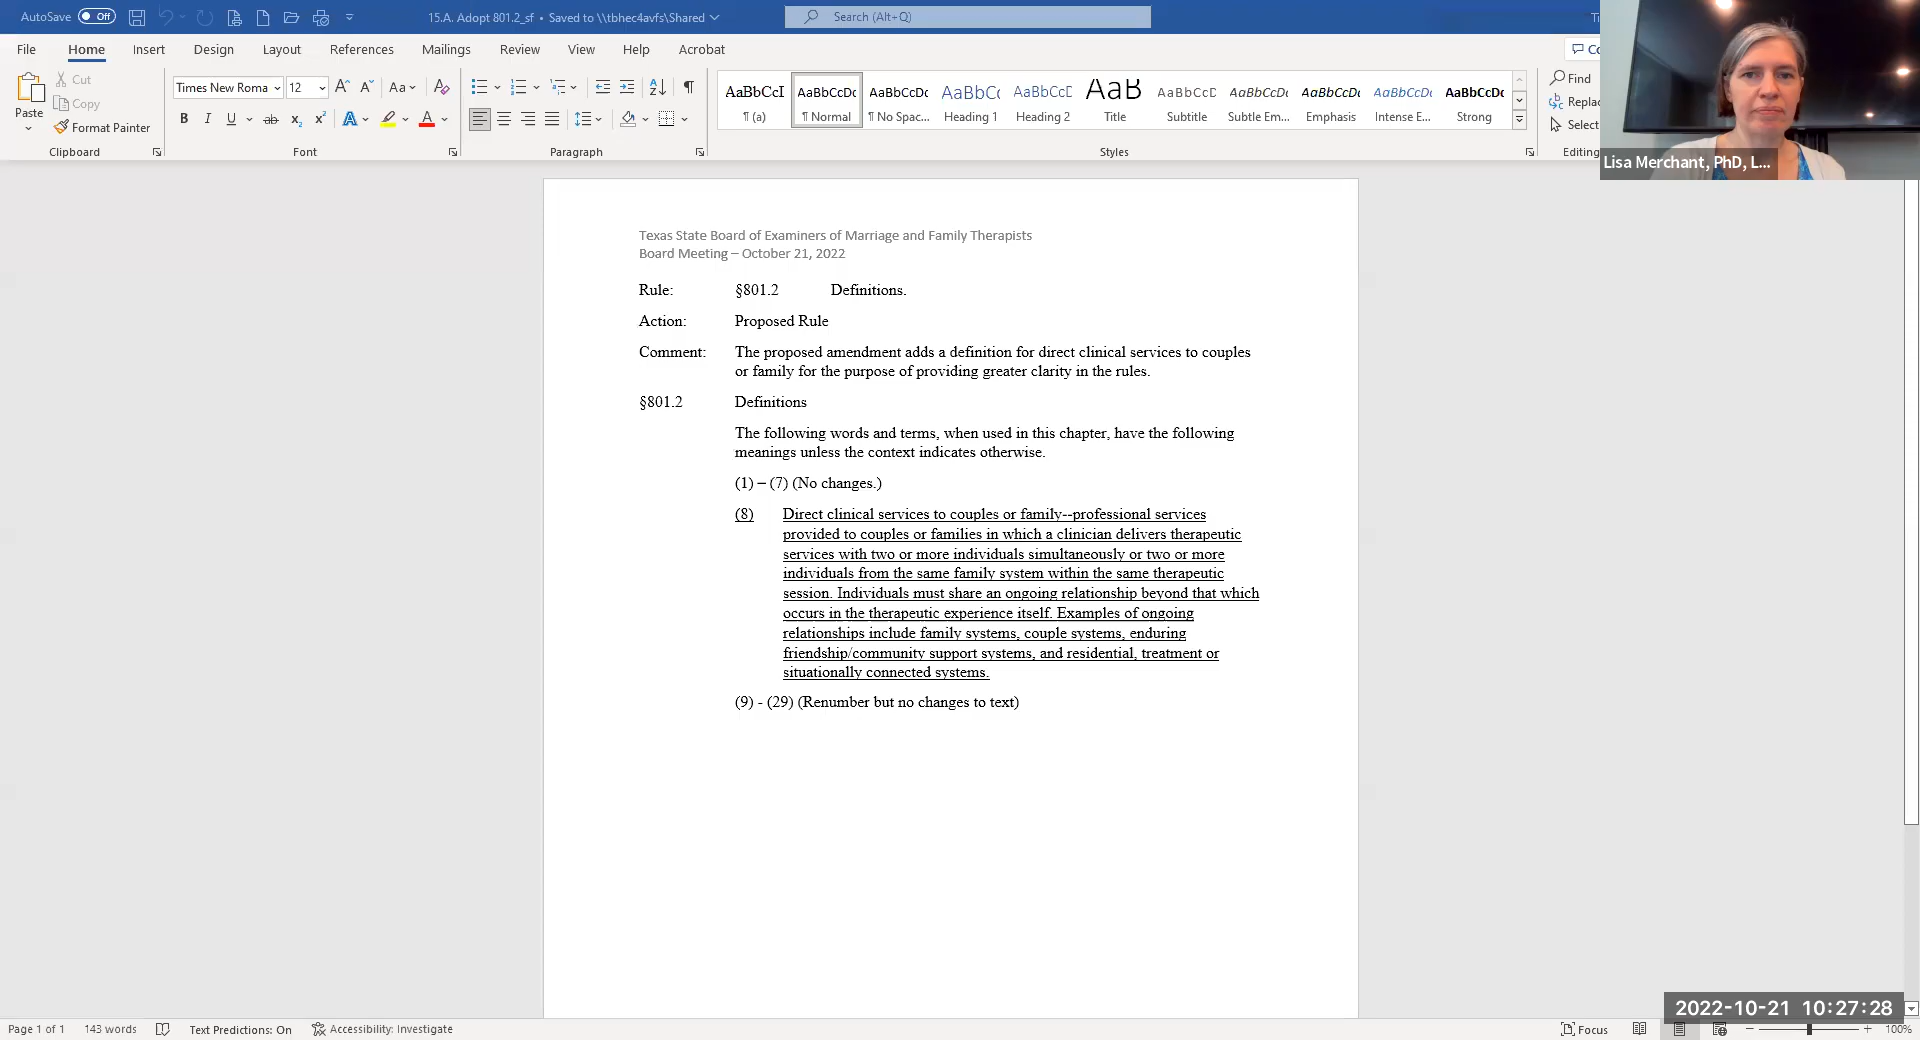 AutoSave Off
15.A. Adopt 801.2_sf • Saved to \\tbhec4avfs\Shared
Search (Alt+Q)
File Home Insert Design Layout References Mailings Review View Help Acrobat
Paste
Cut
Copy
Format Painter
Clipboard
Times New Roma 12
Font
Paragraph
AaBbCcI AaBbCcDc AaBbCcDc AaBbC( AaBbCcD AaB AaBbCcD AaBbCcDc AaBbCcDc AaBbCcDc AaBbCcDc
¶ (a) ¶ Normal ¶ No Spac... Heading 1 Heading 2 Title Subtitle Subtle Em... Emphasis Intense E... Strong
Styles
Find
Replac
Select
Editing
Lisa Merchant, PhD, L...
Texas State Board of Examiners of Marriage and Family Therapists
Board Meeting – October 21, 2022
Rule: §801.2 Definitions.
Action: Proposed Rule
Comment: The proposed amendment adds a definition for direct clinical services to couples
or family for the purpose of providing greater clarity in the rules.
§801.2 Definitions
The following words and terms, when used in this chapter, have the following
meanings unless the context indicates otherwise.
(1) – (7) (No changes.)
(8) Direct clinical services to couples or family--professional services
provided to couples or families in which a clinician delivers therapeutic
services with two or more individuals simultaneously or two or more
individuals from the same family system within the same therapeutic
session. Individuals must share an ongoing relationship beyond that which
occurs in the therapeutic experience itself. Examples of ongoing
relationships include family systems, couple systems, enduring
friendship/community support systems, and residential, treatment or
situationally connected systems.
(9) - (29) (Renumber but no changes to text)
2022-10-21 10:27:28
Page 1 of 1 143 words Text Predictions: On Accessibility: Investigate
Focus 100%